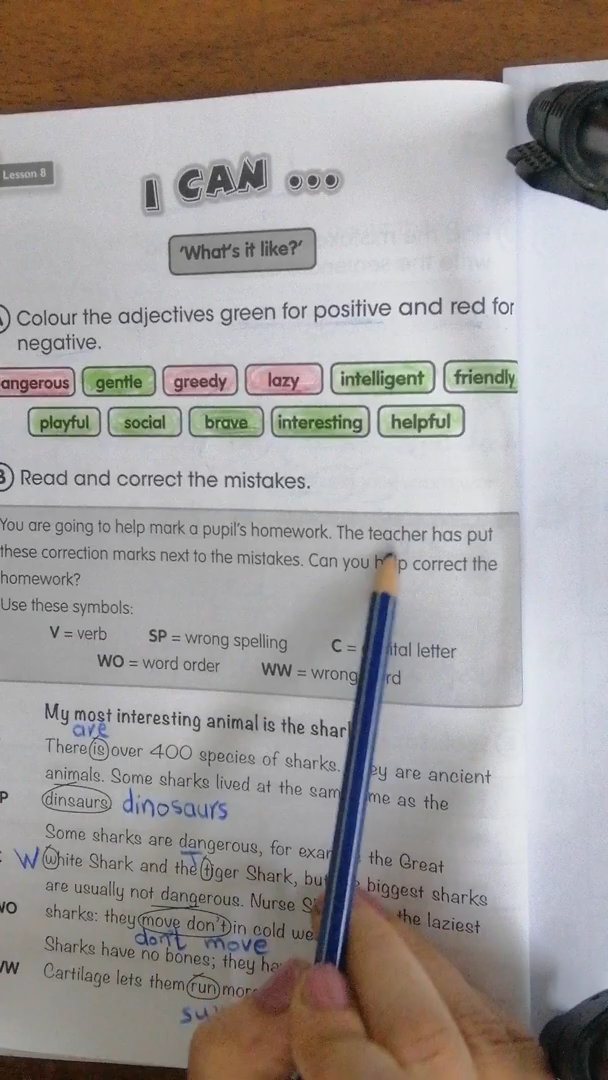 Lesson 8
I CAN ...
'What's it like?'
Colour the adjectives green for positive and red for
negative.
angerous gentle greedy lazy intelligent friendly
playful social brave interesting helpful
B Read and correct the mistakes.
You are going to help mark a pupil's homework. The teacher has put
these correction marks next to the mistakes. Can you h p correct the
homework?
Use these symbols:
V = verb SP = wrong spelling C = ital letter
WO = word order WW = wrong rd
My most interesting animal is the shar
are
There is over 400 species of sharks. ey are ancient
animals. Some sharks lived at the sam me as the
P dinsaurs dinosaurs
Some sharks are dangerous, for exam the Great
W white Shark and the T tiger Shark, bu biggest sharks
are usually not dangerous. Nurse S the laziest
WO sharks: they move don't in cold we
don't move
Sharks have no bones; they ha
WW Cartilage lets them run mor